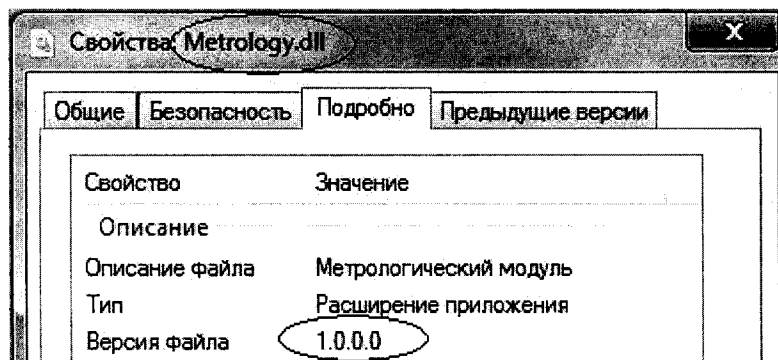 Свойства: Metrology.dll
X
Общие Безопасность Подробно Предыдущие версии
Свойство Значение
Описание
Описание файла Метрологический модуль
Тип Расширение приложения
Версия файла 1.0.0.0